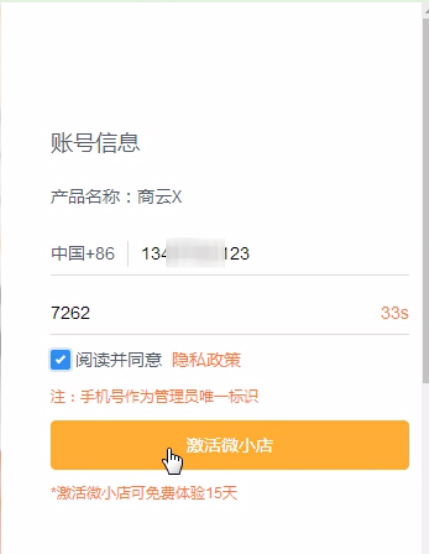 账号信息
产品名称：商云X
中国+86 134 123
7262 33s
阅读并同意 隐私政策
注：手机号作为管理员唯一标识
激活微小店
*激活微小店可免费体验15天